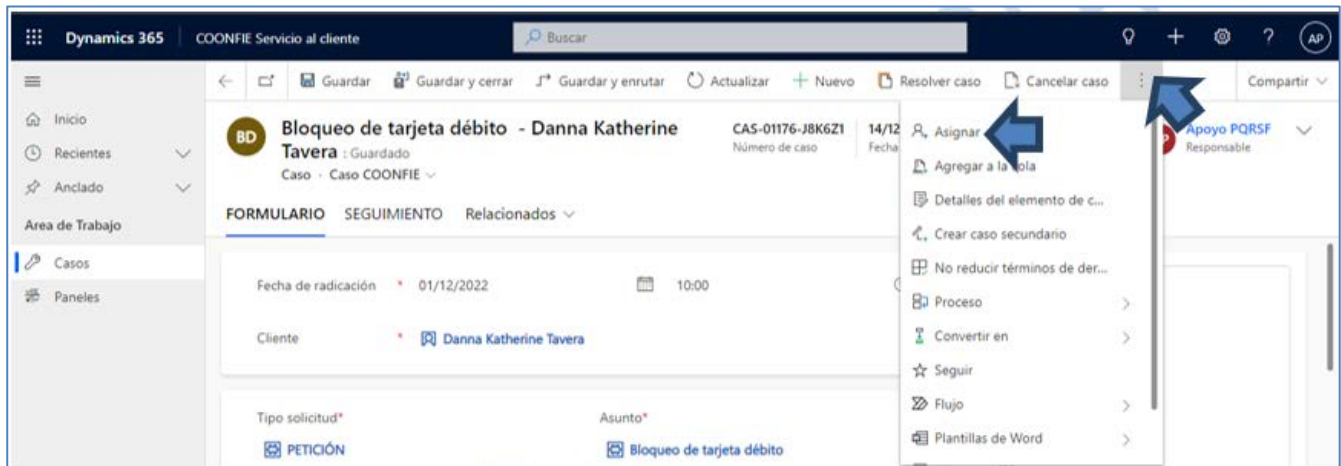 Dynamics 365 COONFIE Servicio al cliente Buscar AP
Guardar Guardar y cerrar Guardar y enrutar Actualizar Nuevo Resolver caso Cancelar caso Compartir
Inicio
Recientes
Anclado
Area de Trabajo
Casos
Paneles
BD
Bloqueo de tarjeta débito - Danna Katherine
Tavera : Guardado
Caso · Caso COONFIE
CAS-01176-J8K6Z1
Número de caso
14/12
Fecha
Apoyo PQRSF
Responsable
FORMULARIO SEGUIMIENTO Relacionados
Asignar
Agregar a la cola
Detalles del elemento de c...
Crear caso secundario
No reducir términos de der...
Proceso
Convertir en
Seguir
Flujo
Plantillas de Word
Fecha de radicación * 01/12/2022 10:00
Cliente * Danna Katherine Tavera
Tipo solicitud* Asunto*
PETICIÓN Bloqueo de tarjeta débito